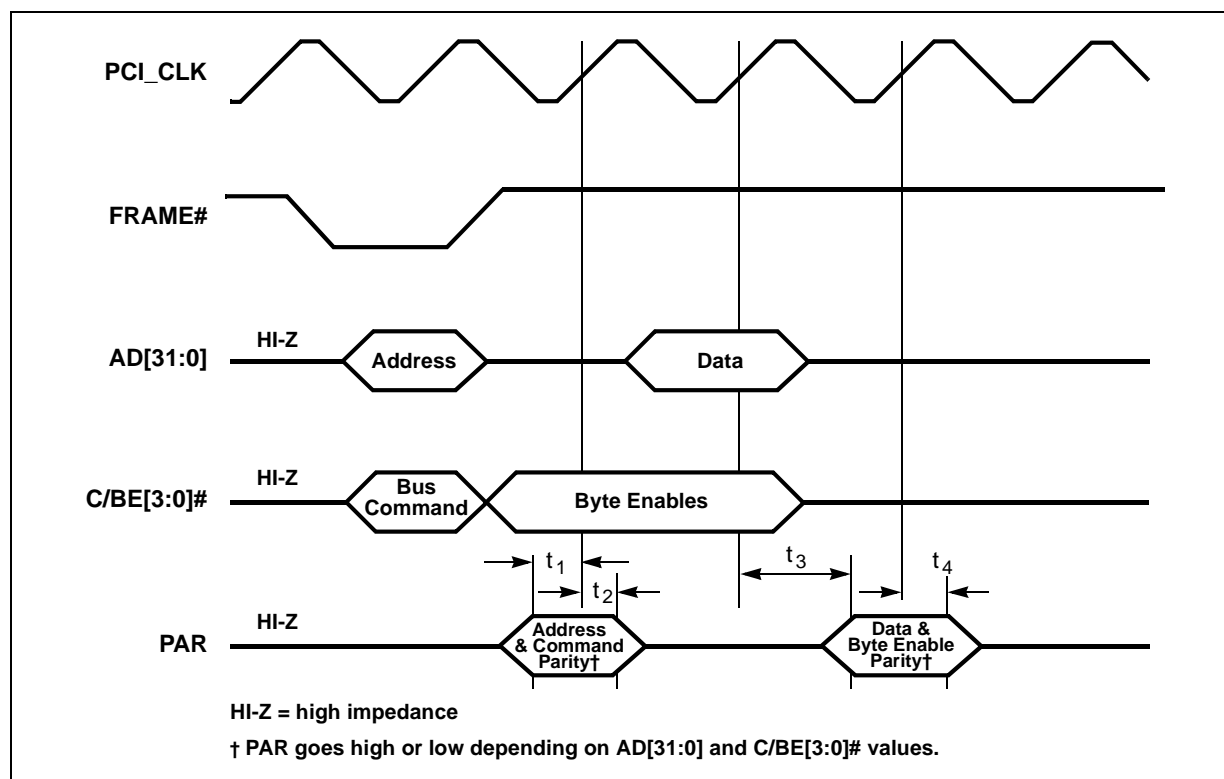 PCI_CLK
FRAME#
AD[31:0]
HI-Z
Address
Data
C/BE[3:0]#
HI-Z
Bus
Command
Byte Enables
t1
t2
t3
t4
PAR
HI-Z
Address
& Command
Parity†
Data &
Byte Enable
Parity†
HI-Z = high impedance
† PAR goes high or low depending on AD[31:0] and C/BE[3:0]# values.